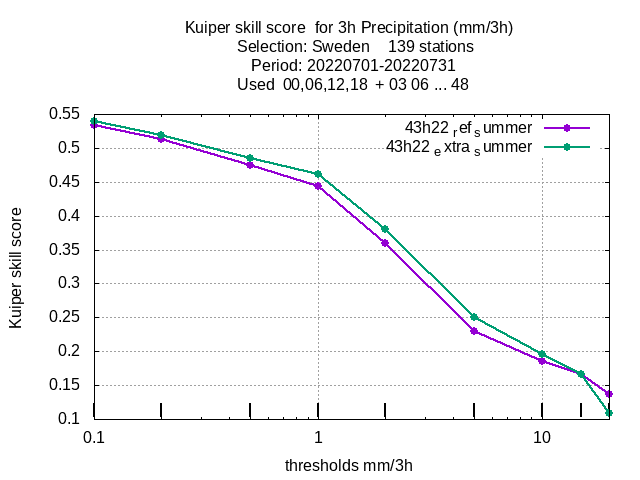 Kuiper skill score  for 3h Precipitation (mm/3h)
Selection: Sweden    139 stations
Period: 20220701-20220731
Used  00,06,12,18  + 03 06 ... 48
43h22 ref summer
43h22 extra summer
Kuiper skill score
0.55
0.5
0.45
0.4
0.35
0.3
0.25
0.2
0.15
0.1
0.1 1 10
thresholds mm/3h